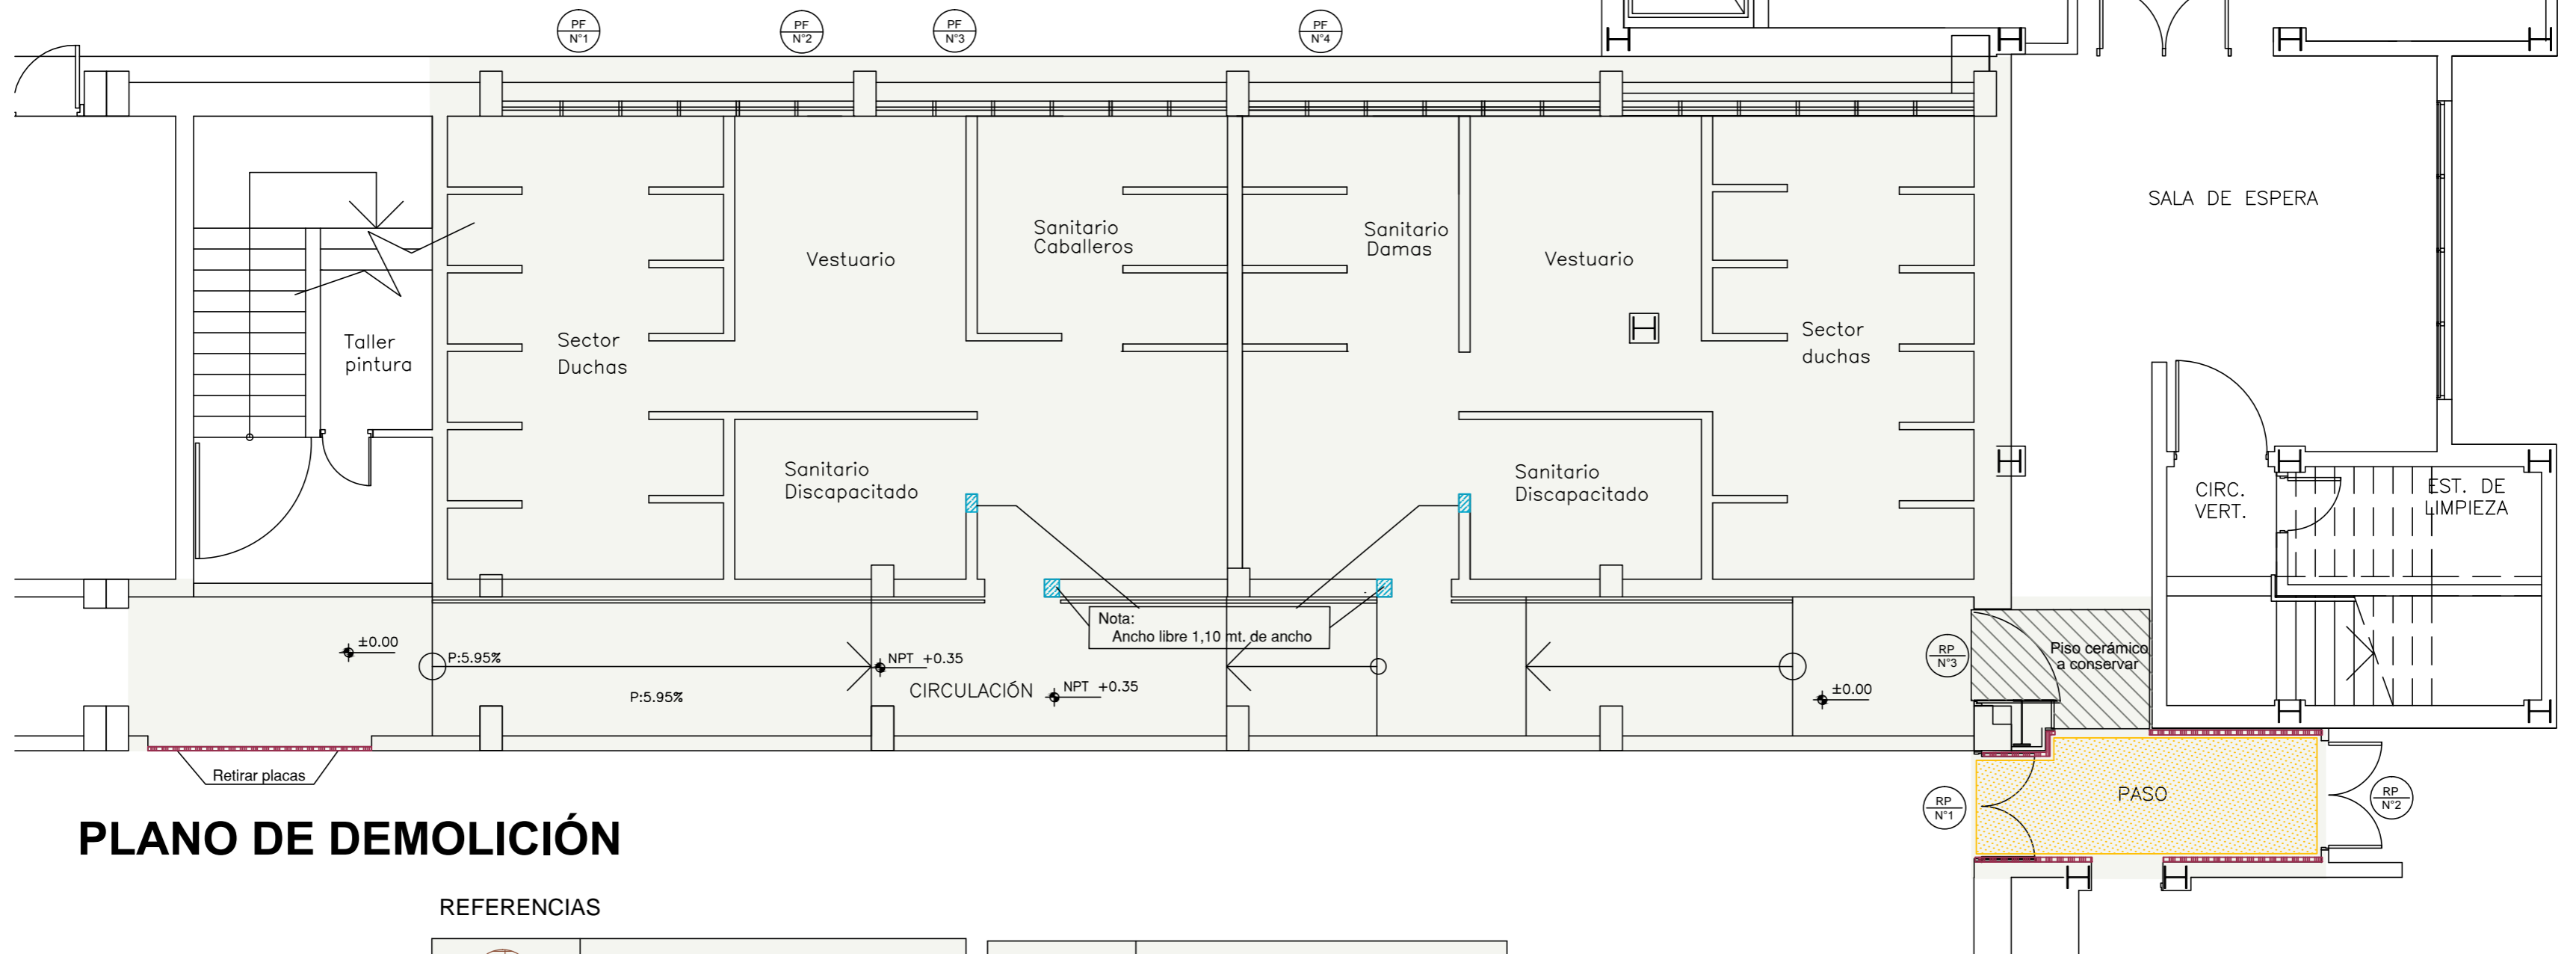 PF
N°1
PF
N°2
PF
N°3
PF
N°4
SALA DE ESPERA
Sanitario
Caballeros
Sanitario
Damas
Vestuario
Vestuario
Taller
pintura
Sector
Duchas
Sector
duchas
Sanitario
Discapacitado
Sanitario
Discapacitado
CIRC.
VERT.
EST. DE
LIMPIEZA
Nota:
Ancho libre 1,10 mt. de ancho
±0.00
P:5.95%
NPT +0.35
P:5.95%
CIRCULACIÓN
NPT +0.35
±0.00
RP
N°3
Piso cerámico
a conservar
Retirar placas
RP
N°1
PASO
RP
N°2
PLANO DE DEMOLICIÓN
REFERENCIAS